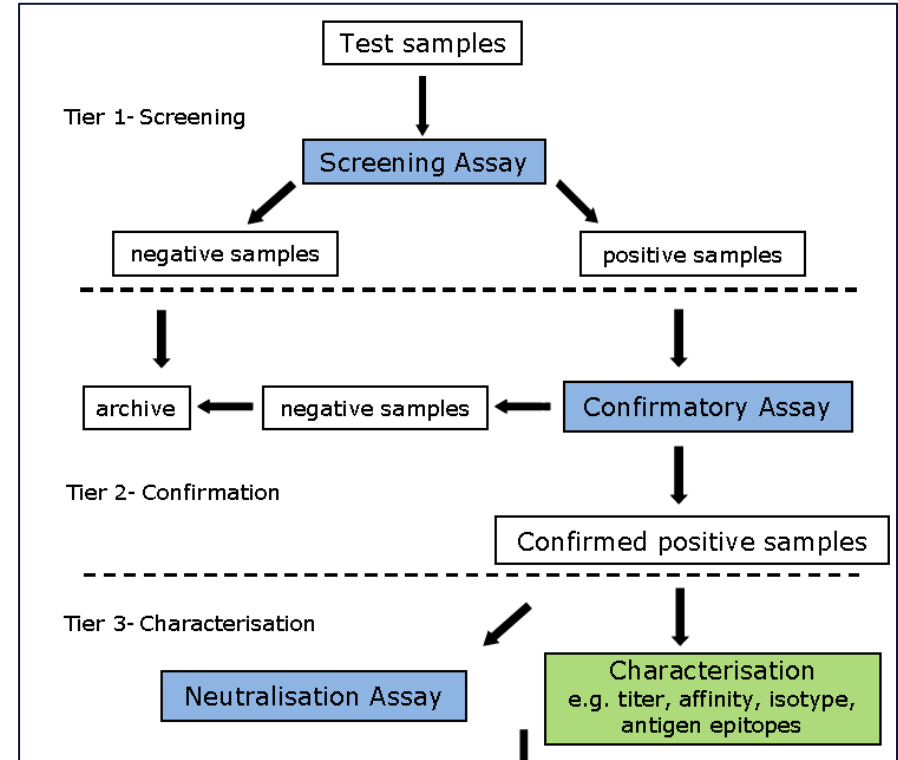 Test samples
Tier 1- Screening
Screening Assay
negative samples
positive samples
archive
negative samples
Confirmatory Assay
Tier 2- Confirmation
Confirmed positive samples
Tier 3- Characterisation
Neutralisation Assay
Characterisation
e.g. titer, affinity, isotype,
antigen epitopes